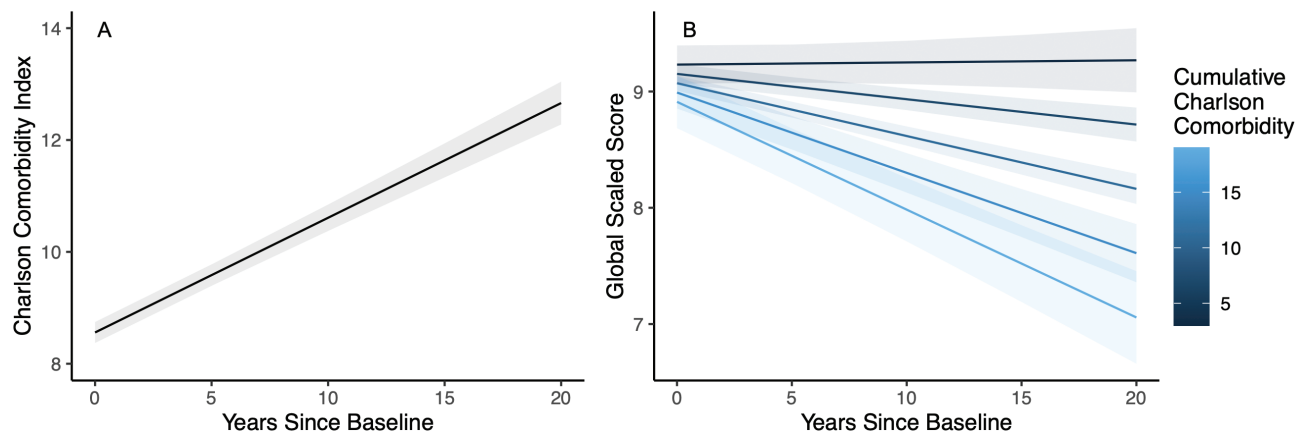 A
Charlson Comorbidity Index
14
12
10
8
0 5 10 15 20
Years Since Baseline
B
Global Scaled Score
9
8
7
0 5 10 15 20
Years Since Baseline
Cumulative
Charlson
Comorbidity
15
10
5